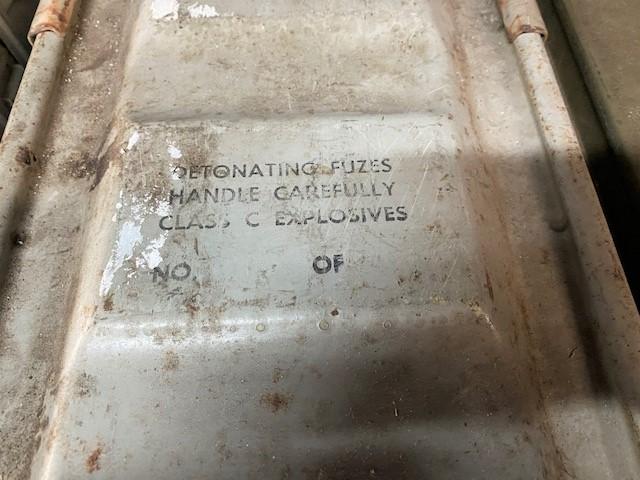 DETONATING FUZES
HANDLE CAREFULLY
CLASS C EXPLOSIVES
NO. OF